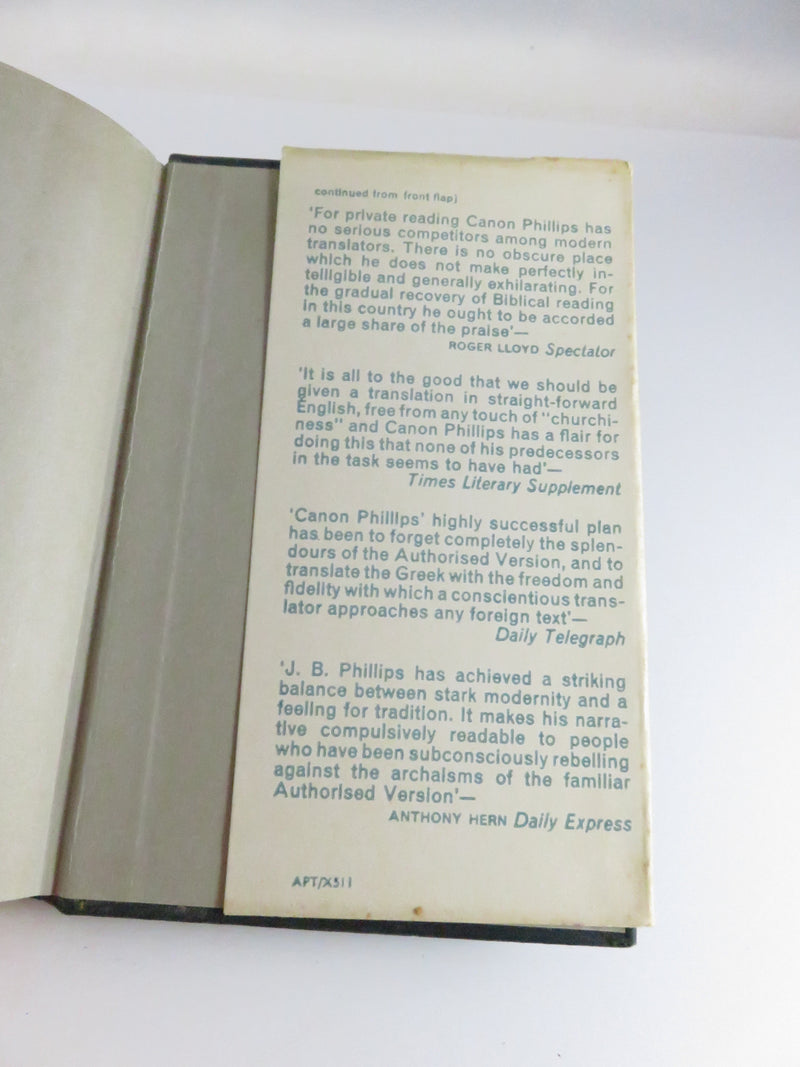 continued from front flap)
'For private reading Canon Phillips has
no serious competitors among modern
translators. There is no obscure place
which he does not make perfectly in-
telligible and generally exhilarating. For
the gradual recovery of Biblical reading
in this country he ought to be accorded
a large share of the praise'—
ROGER LLOYD Spectator
'It is all to the good that we should be
given a translation in straight-forward
English, free from any touch of "churchi-
ness" and Canon Phillips has a flair for
doing this that none of his predecessors
in the task seems to have had'—
Times Literary Supplement
'Canon Phillips' highly successful plan
has been to forget completely the splen-
dours of the Authorised Version, and to
translate the Greek with the freedom and
fidelity with which a conscientious trans-
lator approaches any foreign text'—
Daily Telegraph
'J. B. Phillips has achieved a striking
balance between stark modernity and a
feeling for tradition. It makes his narra-
tive compulsively readable to people
who have been subconsciously rebelling
against the archaisms of the familiar
Authorised Version'—
ANTHONY HERN Daily Express
APT/X511